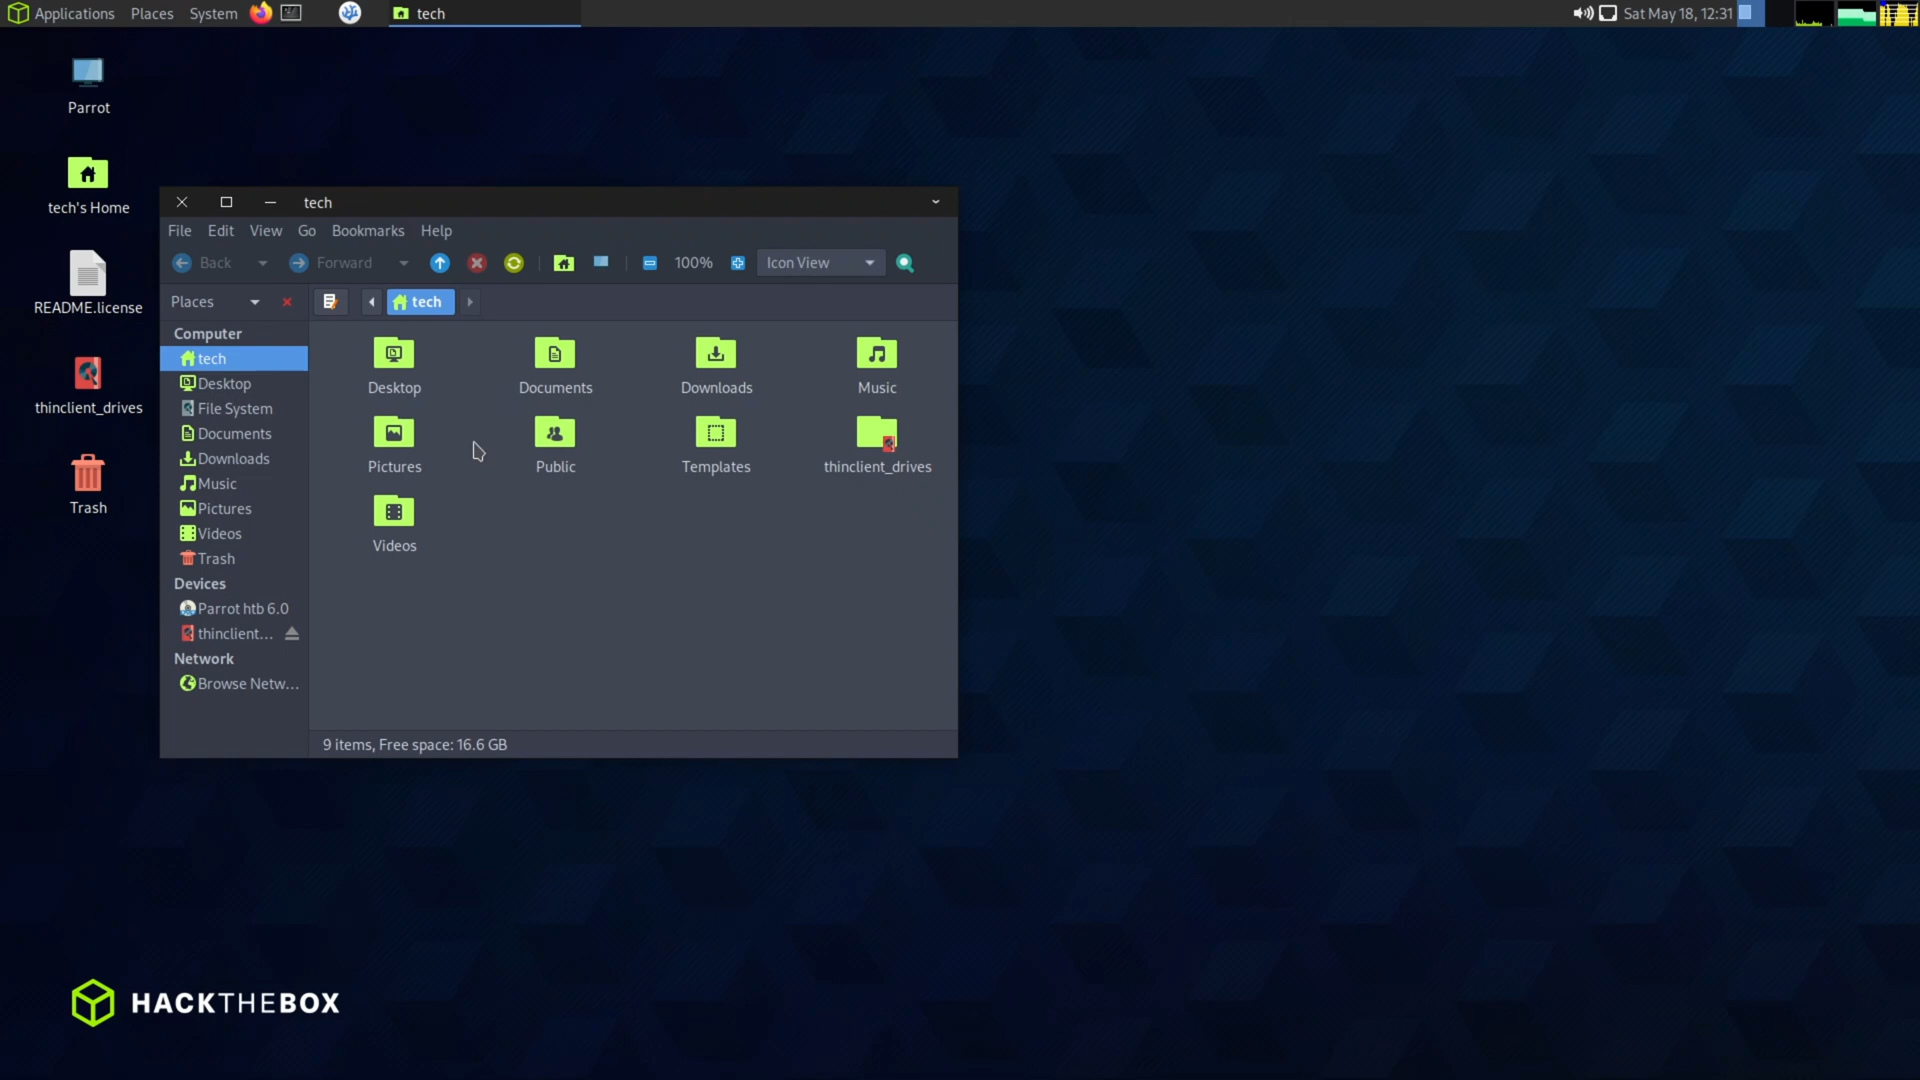 Applications Places System tech Sat May 18, 12:31
Parrot
tech's Home
README.license
thinclient_drives
Trash
tech
File Edit View Go Bookmarks Help
Back Forward 100% Icon View
Places tech
Computer
tech
Desktop
File System
Documents
Downloads
Music
Pictures
Videos
Trash
Devices
Parrot htb 6.0
thinclient...
Network
Browse Netw...
Desktop Documents Downloads Music
Pictures Public Templates thinclient_drives
Videos
9 items, Free space: 16.6 GB
HACKTHEBOX